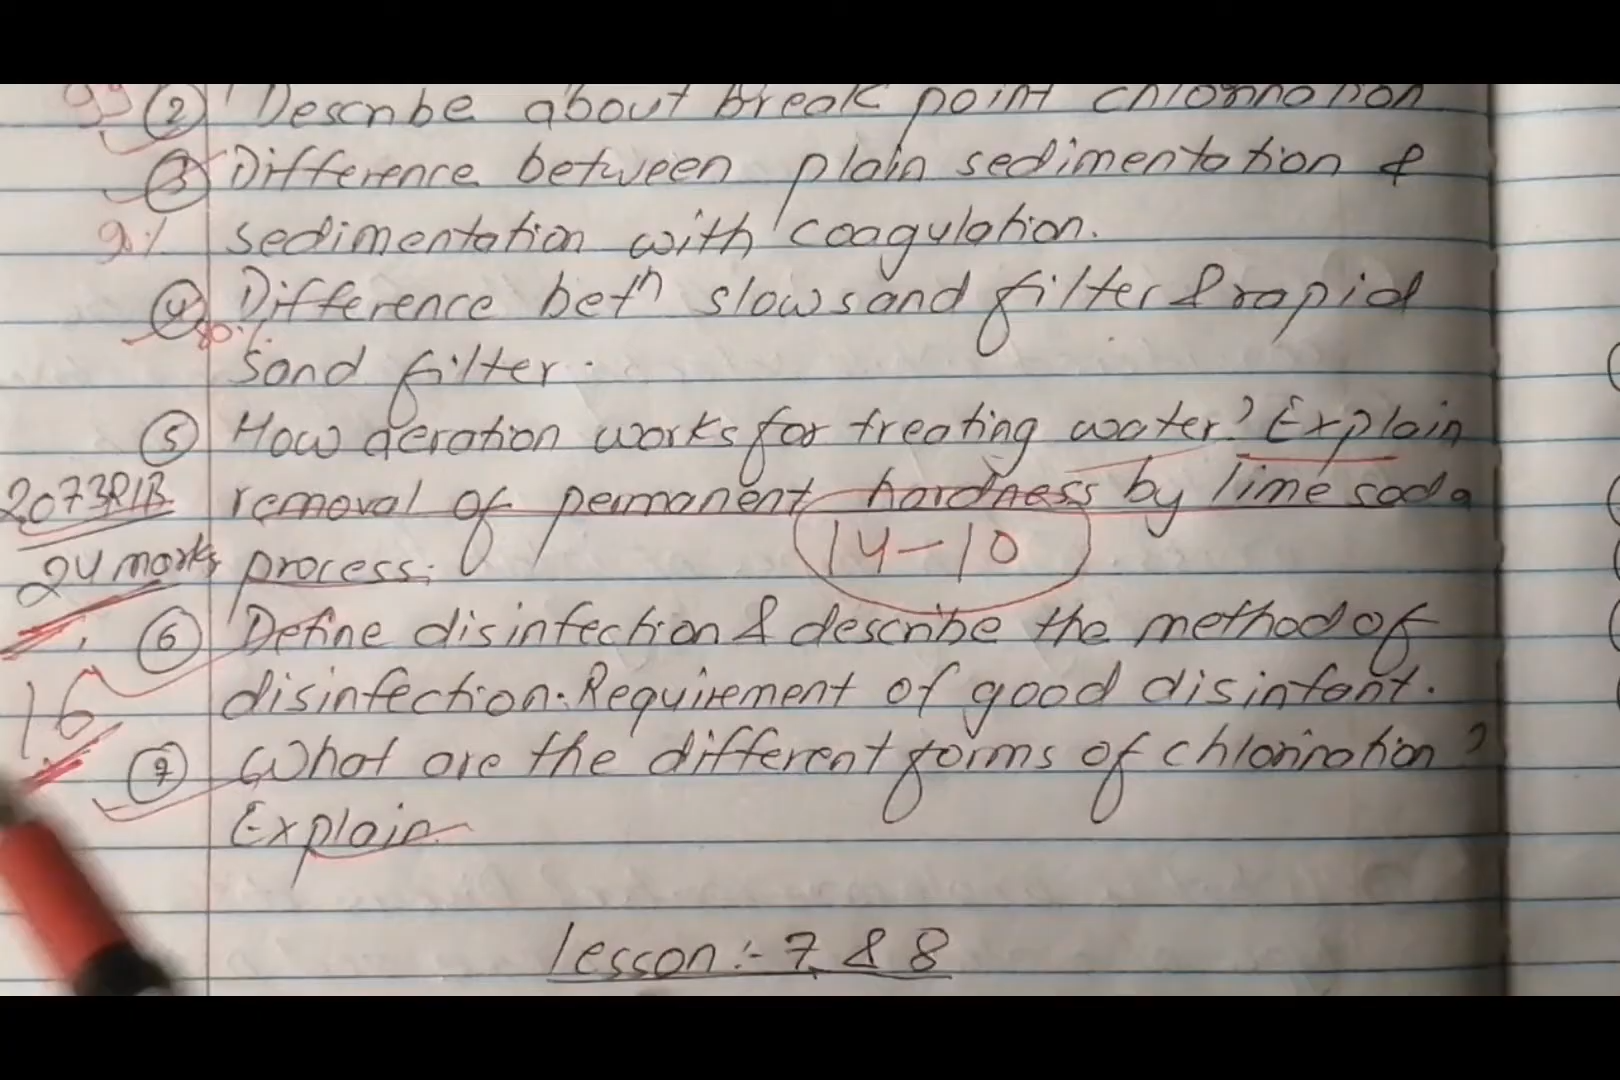 ② Describe about break point chlorination
③ Difference between plain sedimentation &
90% sedimentation with coagulation.
④ Difference betn slow sand filter & rapid
80% sand filter.
⑤ How aeration works for treating water? Explain
removal of permanent hardness by lime soda
24 marks process. 14-10
⑥ Define disinfection & describe the method of
16 disinfection. Requirement of good disinfant.
⑦ What are the different forms of chlorination?
Explain
lesson :- 7 & 8